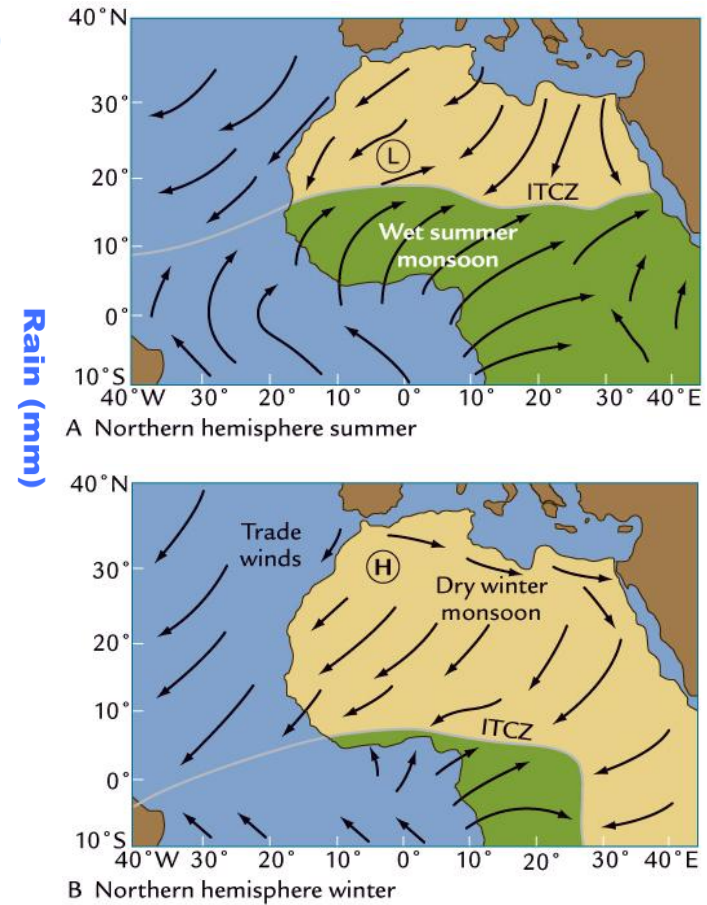 Rain (mm)
40°N
30°
20°
10°
0°
10°S
40°W 30° 20° 10° 0° 10° 20° 30° 40°E
L
ITCZ
Wet summer
monsoon
A Northern hemisphere summer
40°N
30°
20°
10°
0°
10°S
40°W 30° 20° 10° 0° 10° 20° 30° 40°E
Trade
winds
H
Dry winter
monsoon
ITCZ
B Northern hemisphere winter